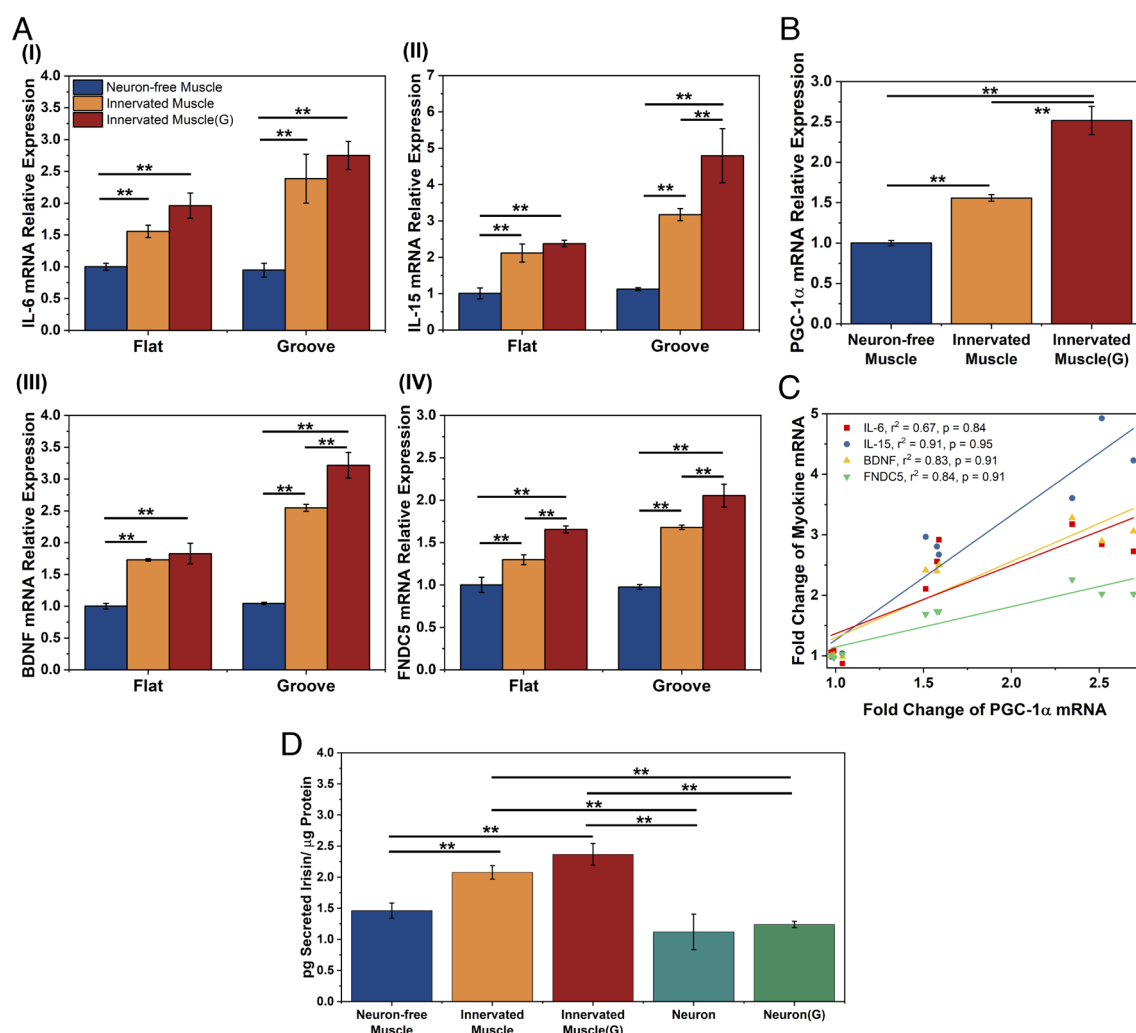 A
(I)
IL-6 mRNA Relative Expression
4.0
3.5
3.0
2.5
2.0
1.5
1.0
0.5
0.0
Neuron-free Muscle
Innervated Muscle
Innervated Muscle(G)
**
**
**
**
Flat
Groove
(II)
IL-15 mRNA Relative Expression
7
6
5
4
3
2
1
0
**
**
**
**
**
Flat
Groove
B
PGC-1α mRNA Relative Expression
3.0
2.5
2.0
1.5
1.0
0.5
0.0
**
**
**
Neuron-free
Muscle
Innervated
Muscle
Innervated
Muscle(G)
(III)
BDNF mRNA Relative Expression
4.0
3.5
3.0
2.5
2.0
1.5
1.0
0.5
0.0
**
**
**
**
**
Flat
Groove
(IV)
FNDC5 mRNA Relative Expression
3.0
2.5
2.0
1.5
1.0
0.5
0.0
**
**
**
**
**
**
Flat
Groove
C
Fold Change of Myokine mRNA
5
4
3
2
1
IL-6, r² = 0.67, p = 0.84
IL-15, r² = 0.91, p = 0.95
BDNF, r² = 0.83, p = 0.91
FNDC5, r² = 0.84, p = 0.91
1.0
1.5
2.0
2.5
Fold Change of PGC-1α mRNA
D
pg Secreted Irisin/ μg Protein
4.0
3.5
3.0
2.5
2.0
1.5
1.0
0.5
0.0
**
**
**
**
**
**
Neuron-free
Muscle
Innervated
Muscle
Innervated
Muscle(G)
Neuron
Neuron(G)